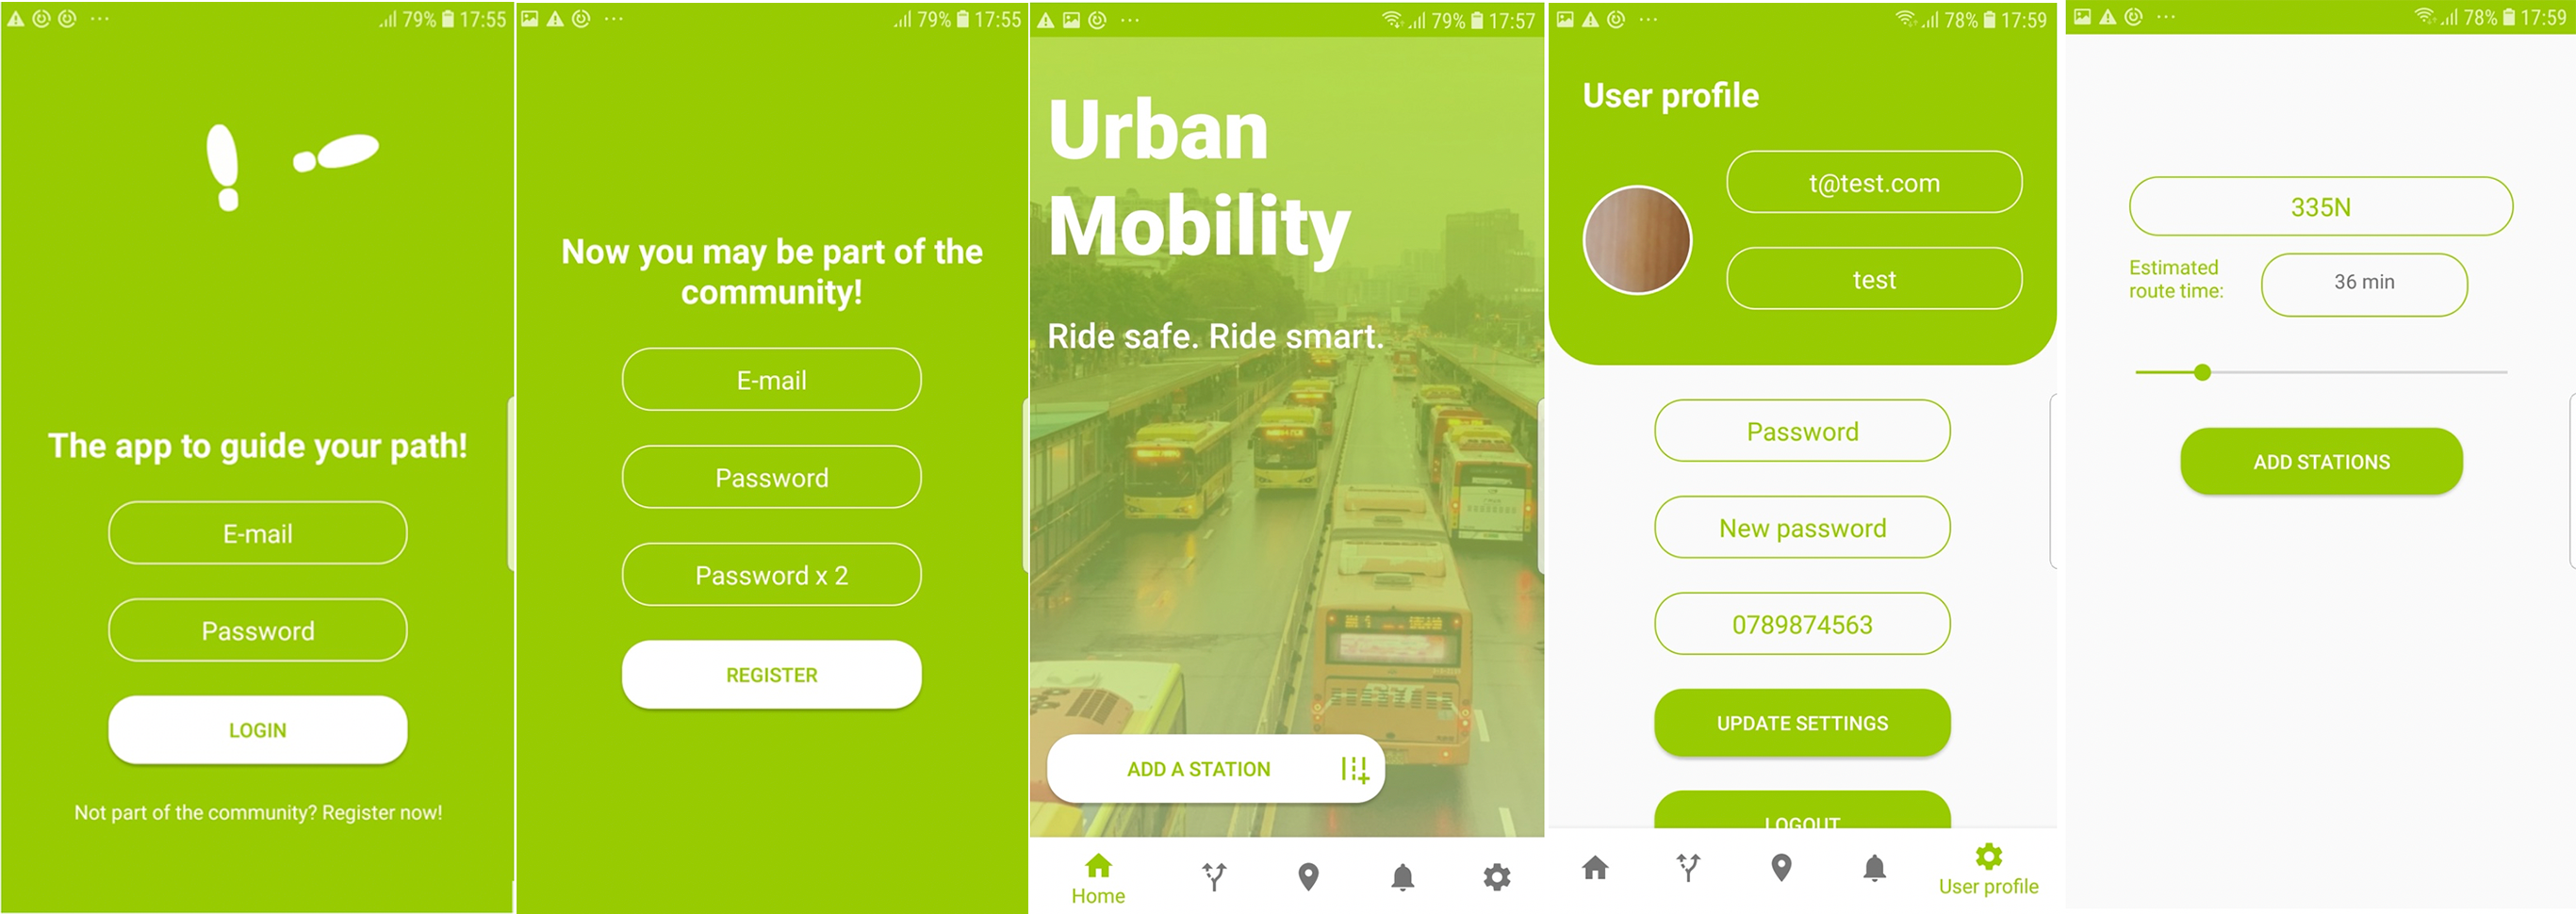 79% 17:55
The app to guide your path!
E-mail
Password
LOGIN
Not part of the community? Register now!
79% 17:55
Now you may be part of the
community!
E-mail
Password
Password x 2
REGISTER
79% 17:57
Urban
Mobility
Ride safe. Ride smart.
ADD A STATION
Home
78% 17:59
User profile
t@test.com
test
Password
New password
0789874563
UPDATE SETTINGS
LOGOUT
User profile
78% 17:59
335N
Estimated
route time:
36 min
ADD STATIONS